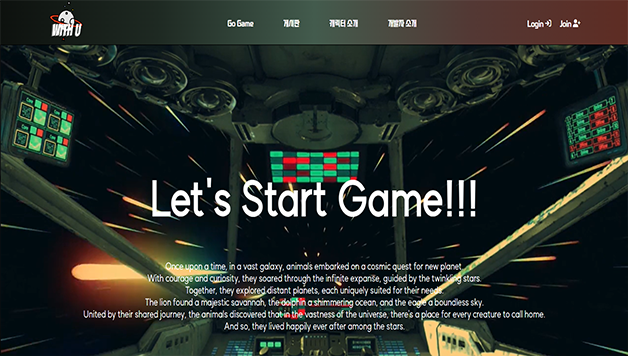 WITH U
Go Game
게시판
캐릭터 소개
개발자 소개
Login
Join
Let's Start Game!!!
Once upon a time, in a vast galaxy, animals embarked on a cosmic quest for new planet.
With courage and curiosity, they soared through the infinite expanse, guided by the twinkling stars.
Together, they explored distant planets, each uniquely suited for their needs.
The lion found a majestic savannah, the dolphin a shimmering ocean, and the eagle a boundless sky.
United by their shared journey, the animals discovered that in the vastness of the universe, there's a place for every creature to call home.
And so, they lived happily ever after among the stars.